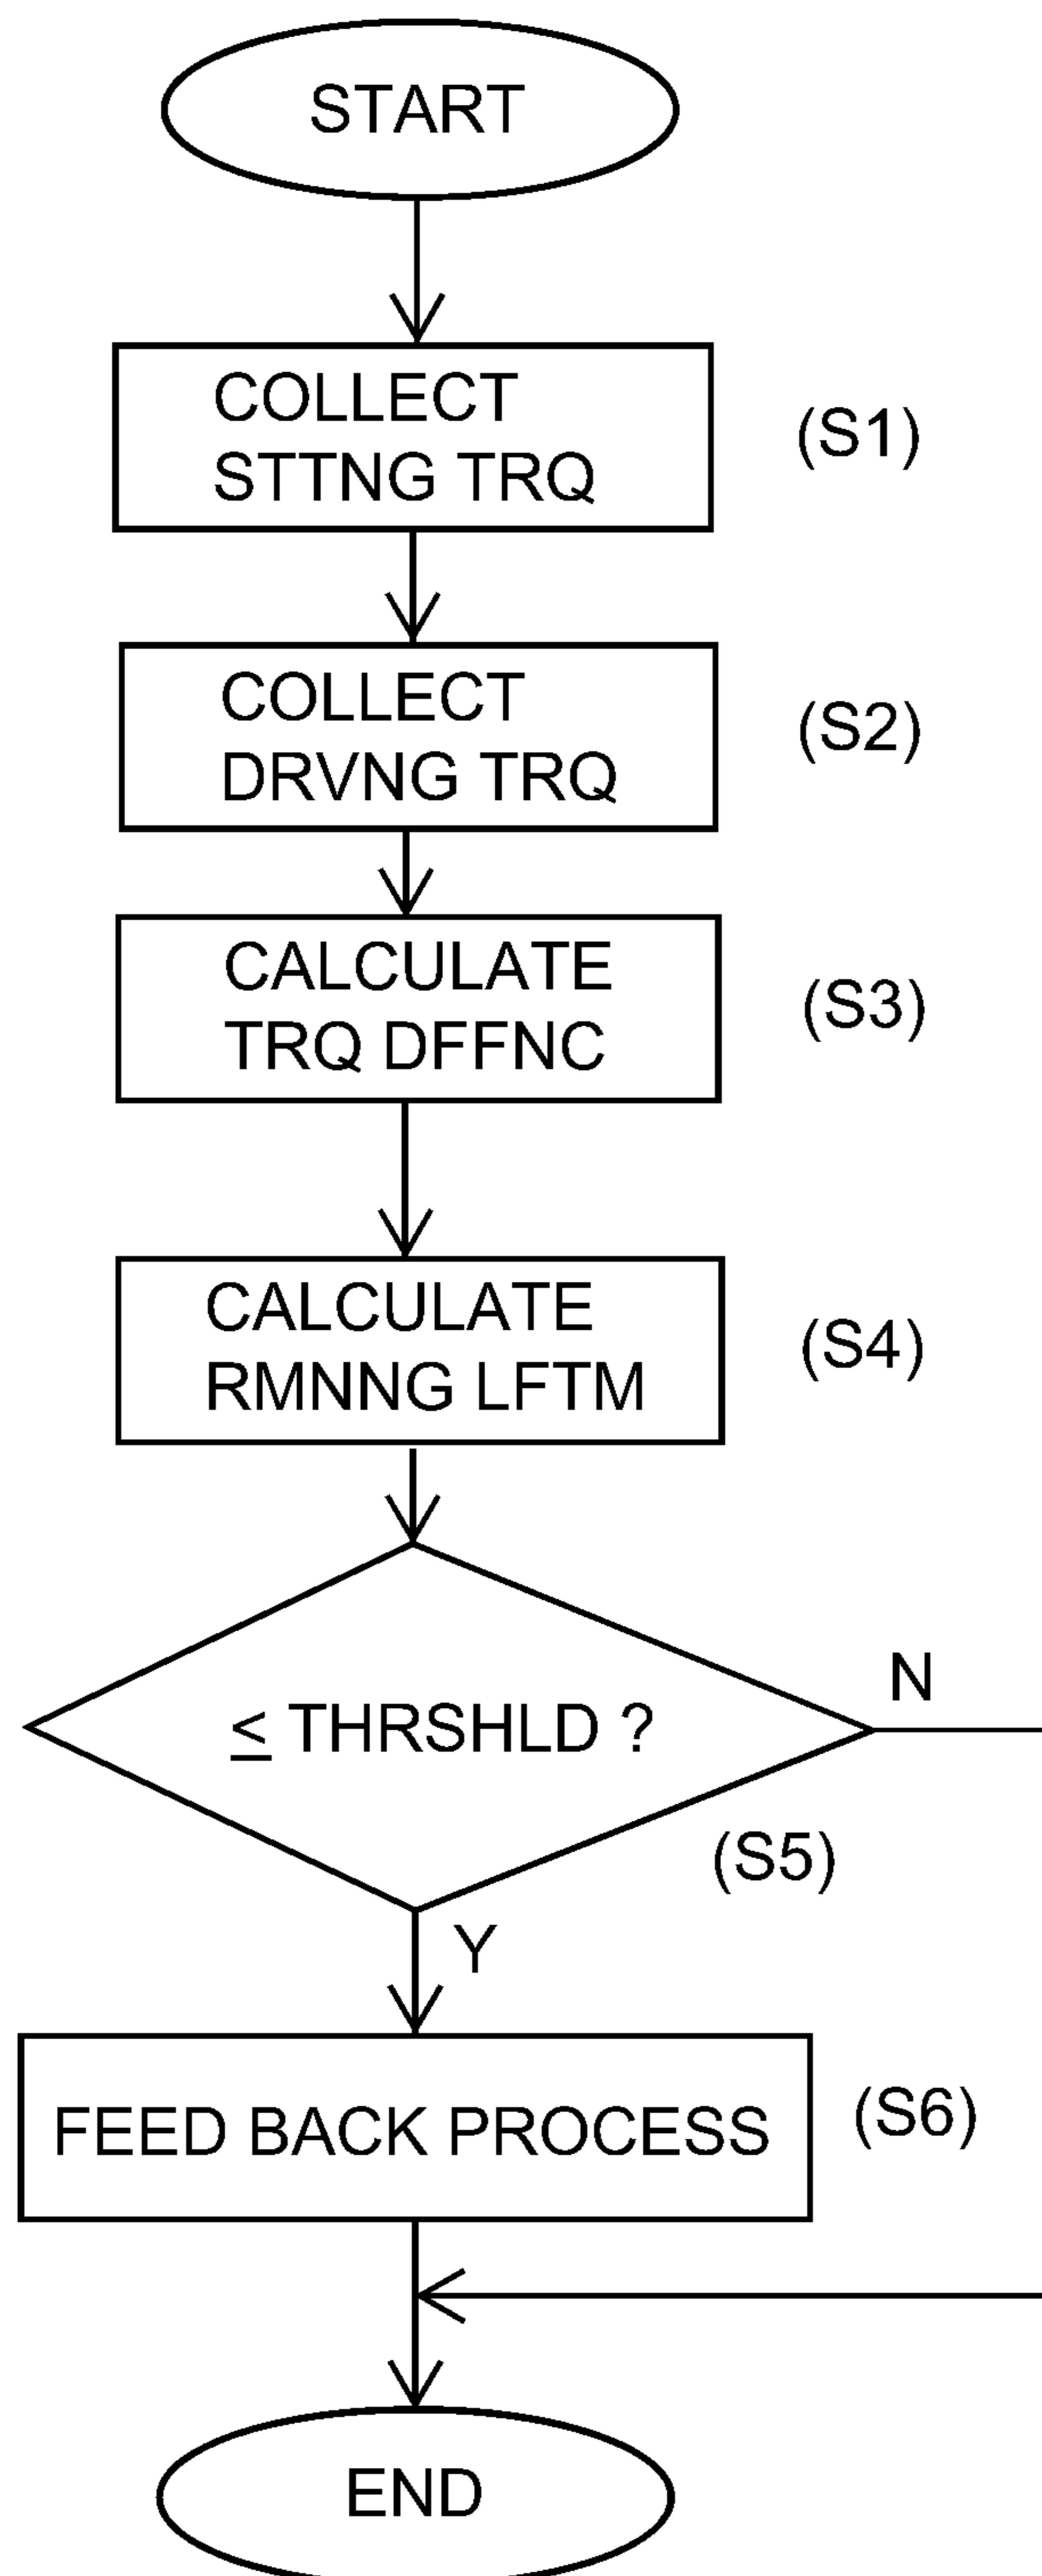 START
COLLECT
STTNG TRQ
(S1)
COLLECT
DRVNG TRQ
(S2)
CALCULATE
TRQ DFFNC
(S3)
CALCULATE
RMNNG LFTM
(S4)
≤ THRSHLD ?
N
(S5)
Y
FEED BACK PROCESS
(S6)
END